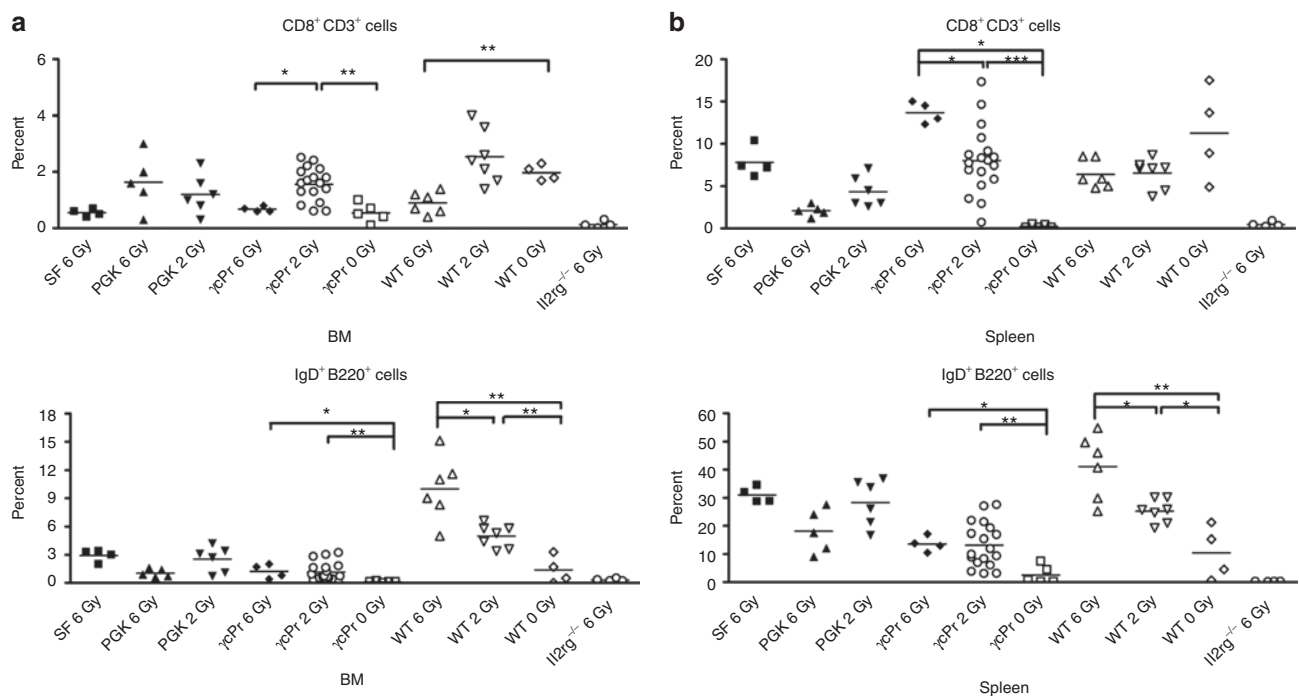 a
CD8⁺ CD3⁺ cells
Percent
6
4
2
0
*
**
**
SF 6 Gy
PGK 6 Gy
PGK 2 Gy
γcPr 6 Gy
γcPr 2 Gy
γcPr 0 Gy
WT 6 Gy
WT 2 Gy
WT 0 Gy
Il2rg⁻/⁻ 6 Gy
BM
b
CD8⁺ CD3⁺ cells
Percent
20
15
10
5
0
*
*
***
SF 6 Gy
PGK 6 Gy
PGK 2 Gy
γcPr 6 Gy
γcPr 2 Gy
γcPr 0 Gy
WT 6 Gy
WT 2 Gy
WT 0 Gy
Il2rg⁻/⁻ 6 Gy
Spleen
IgD⁺ B220⁺ cells
Percent
18
15
12
9
6
3
0
*
**
**
*
**
SF 6 Gy
PGK 6 Gy
PGK 2 Gy
γcPr 6 Gy
γcPr 2 Gy
γcPr 0 Gy
WT 6 Gy
WT 2 Gy
WT 0 Gy
Il2rg⁻/⁻ 6 Gy
BM
IgD⁺ B220⁺ cells
Percent
60
50
40
30
20
10
0
*
**
**
*
*
SF 6 Gy
PGK 6 Gy
PGK 2 Gy
γcPr 6 Gy
γcPr 2 Gy
γcPr 0 Gy
WT 6 Gy
WT 2 Gy
WT 0 Gy
Il2rg⁻/⁻ 6 Gy
Spleen